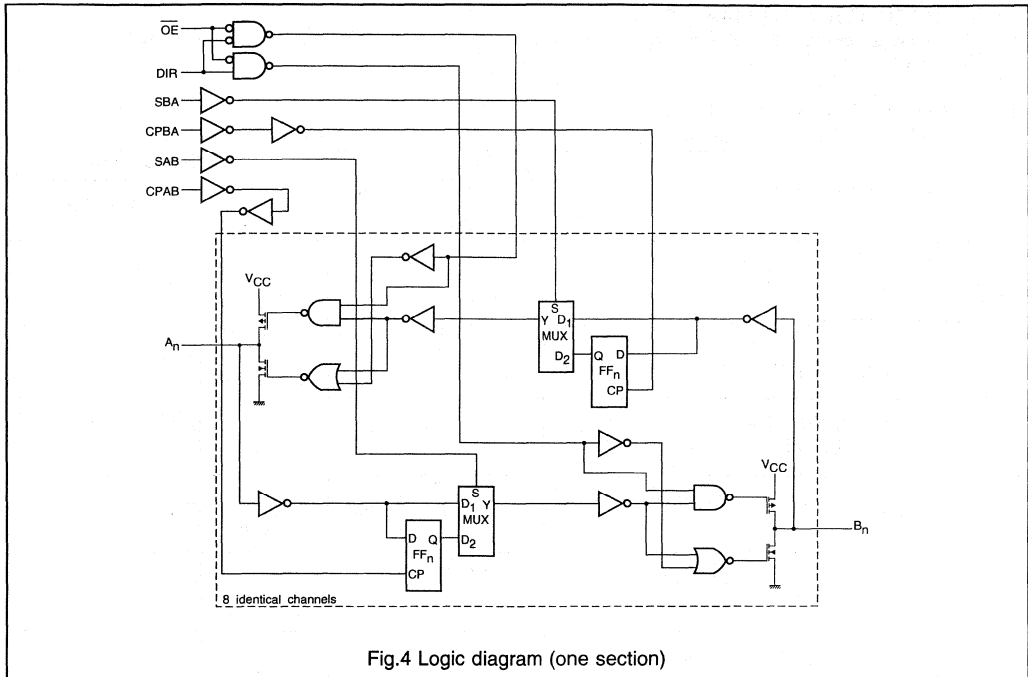 OE
DIR
SBA
CPBA
SAB
CPAB
VCC
An
S
Y D1
MUX
D2
Q D
FFn
CP
VCC
S
D1 Y
MUX
D2
D Q
FFn
CP
Bn
8 identical channels
Fig.4 Logic diagram (one section)